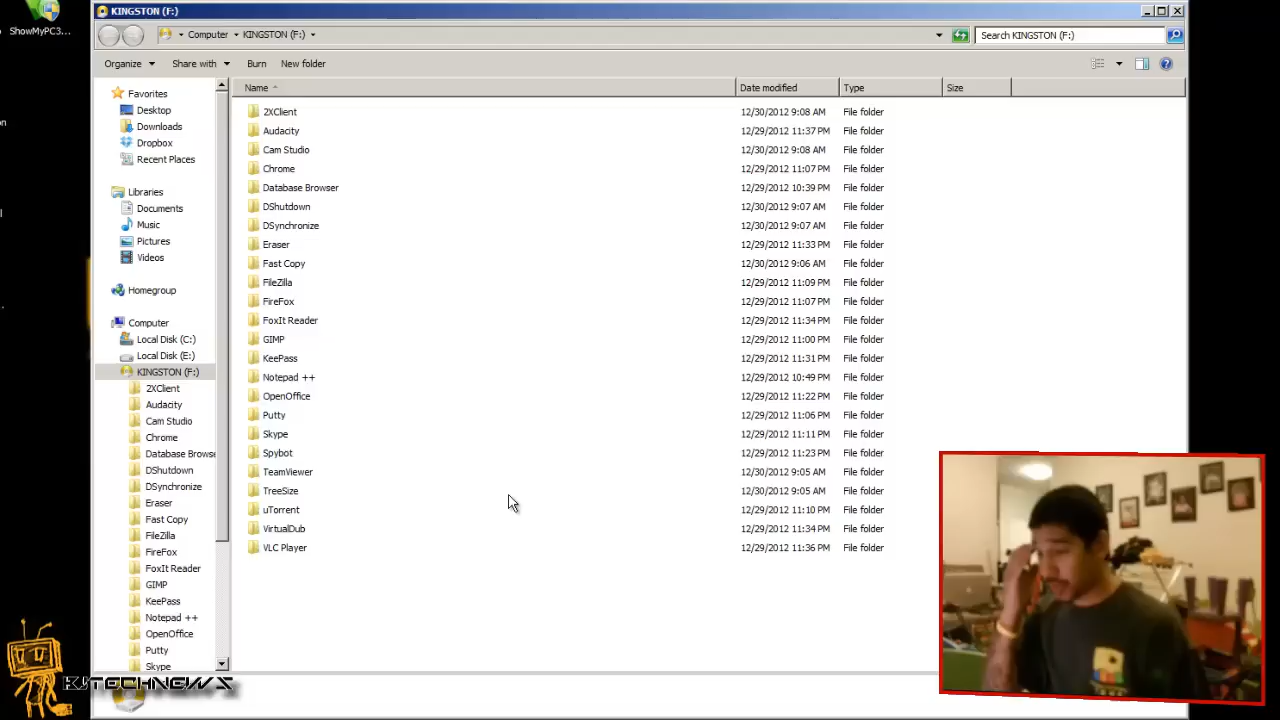 ShowMyPC3...
KINGSTON (F:)
Computer KINGSTON (F:)
Search KINGSTON (F:)
Organize Share with Burn New folder
Favorites
Desktop
Downloads
Dropbox
Recent Places
Libraries
Documents
Music
Pictures
Videos
Homegroup
Computer
Local Disk (C:)
Local Disk (E:)
KINGSTON (F:)
2XClient
Audacity
Cam Studio
Chrome
Database Browse
DShutdown
DSynchronize
Eraser
Fast Copy
FileZilla
FireFox
FoxIt Reader
GIMP
KeePass
Notepad ++
OpenOffice
Putty
Skype
Name Date modified Type Size
2XClient 12/30/2012 9:08 AM File folder
Audacity 12/29/2012 11:37 PM File folder
Cam Studio 12/30/2012 9:08 AM File folder
Chrome 12/29/2012 11:07 PM File folder
Database Browser 12/29/2012 10:39 PM File folder
DShutdown 12/30/2012 9:07 AM File folder
DSynchronize 12/30/2012 9:07 AM File folder
Eraser 12/29/2012 11:33 PM File folder
Fast Copy 12/30/2012 9:06 AM File folder
FileZilla 12/29/2012 11:09 PM File folder
FireFox 12/29/2012 11:07 PM File folder
FoxIt Reader 12/29/2012 11:34 PM File folder
GIMP 12/29/2012 11:00 PM File folder
KeePass 12/29/2012 11:31 PM File folder
Notepad ++ 12/29/2012 10:49 PM File folder
OpenOffice 12/29/2012 11:22 PM File folder
Putty 12/29/2012 11:06 PM File folder
Skype 12/29/2012 11:11 PM File folder
Spybot 12/29/2012 11:23 PM File folder
TeamViewer 12/30/2012 9:05 AM File folder
TreeSize 12/30/2012 9:05 AM File folder
uTorrent 12/29/2012 11:10 PM File folder
VirtualDub 12/29/2012 11:34 PM File folder
VLC Player 12/29/2012 11:36 PM File folder